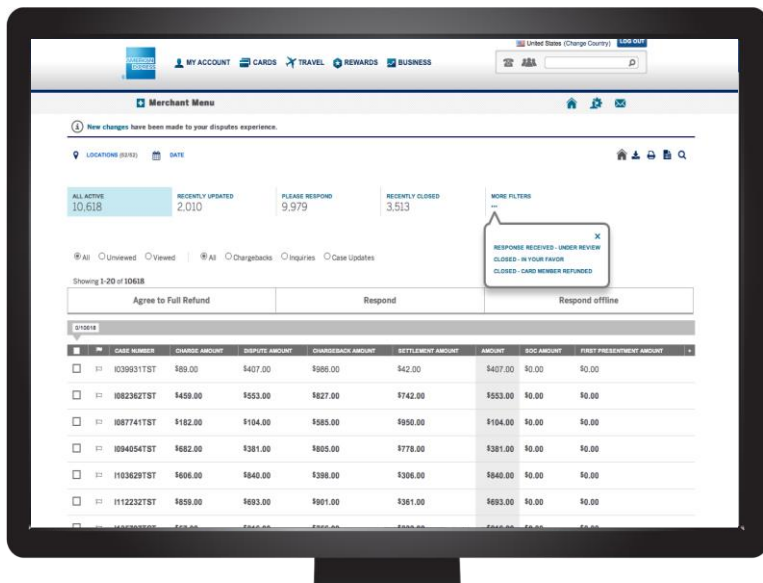 United States (Change Country) LOG OUT
AMERICAN EXPRESS
MY ACCOUNT CARDS TRAVEL REWARDS BUSINESS
Merchant Menu
New changes have been made to your disputes experience.
LOCATIONS (52/52) DATE
ALL ACTIVE RECENTLY UPDATED PLEASE RESPOND RECENTLY CLOSED MORE FILTERS
10,618 2,010 9,979 3,513 ...
X
RESPONSE RECEIVED - UNDER REVIEW
CLOSED - IN YOUR FAVOR
CLOSED - CARD MEMBER REFUNDED
All Unviewed Viewed All Chargebacks Inquiries Case Updates
Showing 1-20 of 10618
Agree to Full Refund Respond Respond offline
0/10618
CASE NUMBER CHARGE AMOUNT DISPUTE AMOUNT CHARGEBACK AMOUNT SETTLEMENT AMOUNT AMOUNT SOC AMOUNT FIRST PRESENTMENT AMOUNT +
I039931TST $89.00 $407.00 $986.00 $42.00 $407.00 $0.00 $0.00
I082362TST $459.00 $553.00 $827.00 $742.00 $553.00 $0.00 $0.00
I087741TST $182.00 $104.00 $585.00 $950.00 $104.00 $0.00 $0.00
I094054TST $682.00 $381.00 $805.00 $778.00 $381.00 $0.00 $0.00
I103629TST $606.00 $840.00 $398.00 $306.00 $840.00 $0.00 $0.00
I112232TST $859.00 $693.00 $901.00 $361.00 $693.00 $0.00 $0.00